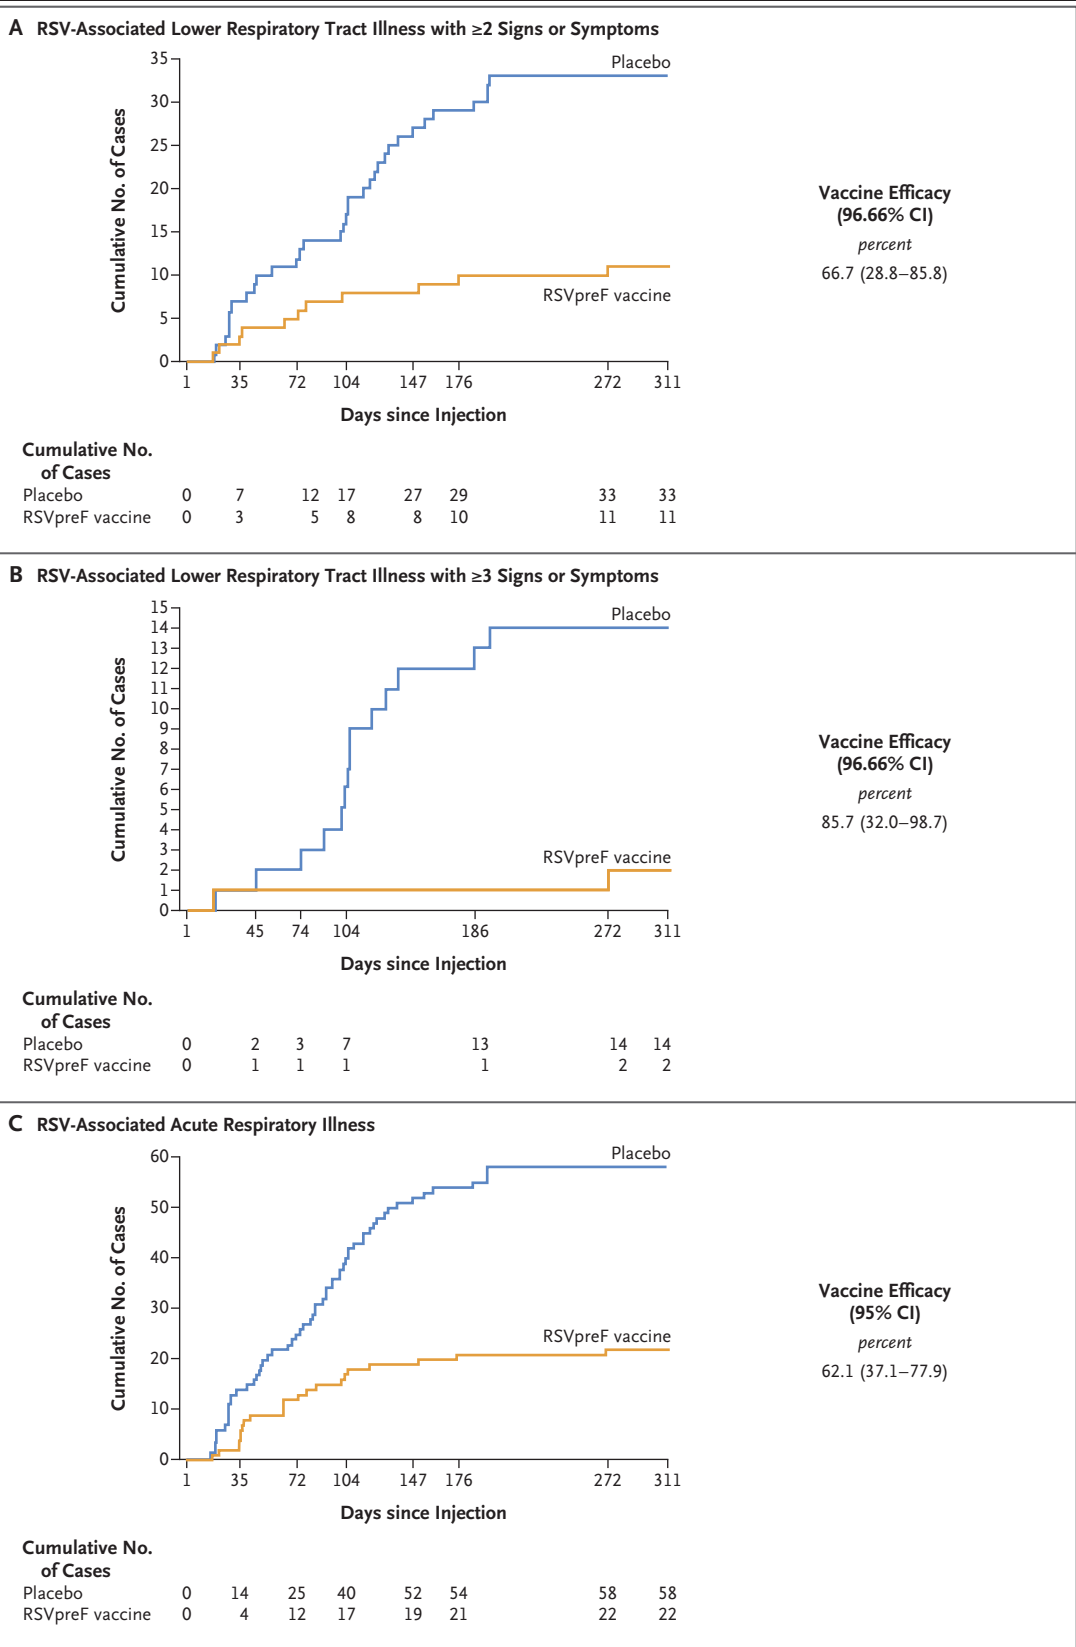 A RSV-Associated Lower Respiratory Tract Illness with ≥2 Signs or Symptoms
Cumulative No. of Cases
35
30
25
20
15
10
5
0
Placebo
RSVpreF vaccine
1 35 72 104 147 176 272 311
Days since Injection
Vaccine Efficacy
(96.66% CI)
percent
66.7 (28.8–85.8)
Cumulative No.
of Cases
Placebo 0 7 12 17 27 29 33 33
RSVpreF vaccine 0 3 5 8 8 10 11 11
B RSV-Associated Lower Respiratory Tract Illness with ≥3 Signs or Symptoms
Cumulative No. of Cases
15
14
13
12
11
10
9
8
7
6
5
4
3
2
1
0
Placebo
RSVpreF vaccine
1 45 74 104 186 272 311
Days since Injection
Vaccine Efficacy
(96.66% CI)
percent
85.7 (32.0–98.7)
Cumulative No.
of Cases
Placebo 0 2 3 7 13 14 14
RSVpreF vaccine 0 1 1 1 1 2 2
C RSV-Associated Acute Respiratory Illness
Cumulative No. of Cases
60
50
40
30
20
10
0
Placebo
RSVpreF vaccine
1 35 72 104 147 176 272 311
Days since Injection
Vaccine Efficacy
(95% CI)
percent
62.1 (37.1–77.9)
Cumulative No.
of Cases
Placebo 0 14 25 40 52 54 58 58
RSVpreF vaccine 0 4 12 17 19 21 22 22